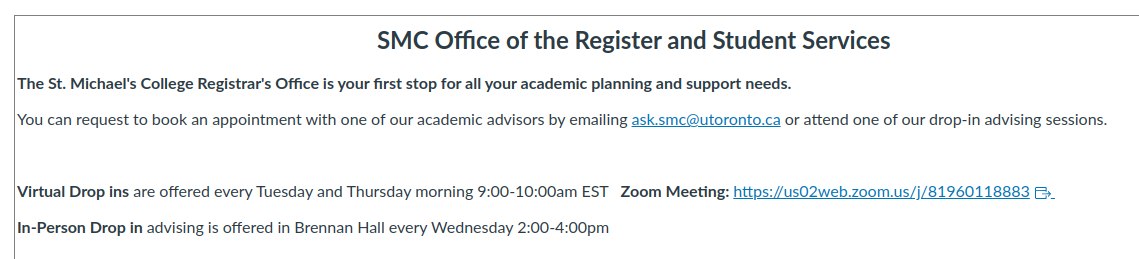 SMC Office of the Register and Student Services
The St. Michael's College Registrar's Office is your first stop for all your academic planning and support needs.
You can request to book an appointment with one of our academic advisors by emailing ask.smc@utoronto.ca or attend one of our drop-in advising sessions.
Virtual Drop ins are offered every Tuesday and Thursday morning 9:00-10:00am EST Zoom Meeting: https://us02web.zoom.us/j/81960118883
In-Person Drop in advising is offered in Brennan Hall every Wednesday 2:00-4:00pm